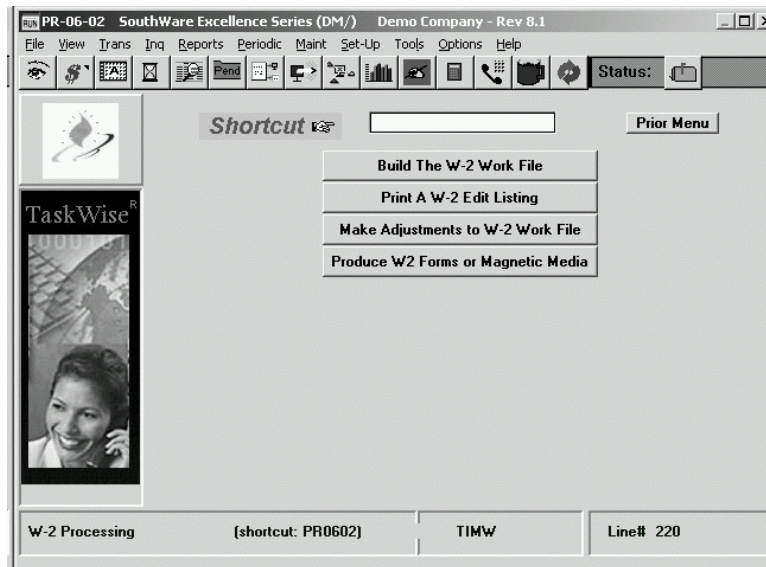 RUN PR-06-02 SouthWare Excellence Series (DM/) Demo Company - Rev 8.1
File View Trans Inq Reports Periodic Maint Set-Up Tools Options Help
Pend Status:
Shortcut Prior Menu
Build The W-2 Work File
Print A W-2 Edit Listing
Make Adjustments to W-2 Work File
Produce W2 Forms or Magnetic Media
TaskWise R
W-2 Processing (shortcut: PR0602) TIMW Line# 220